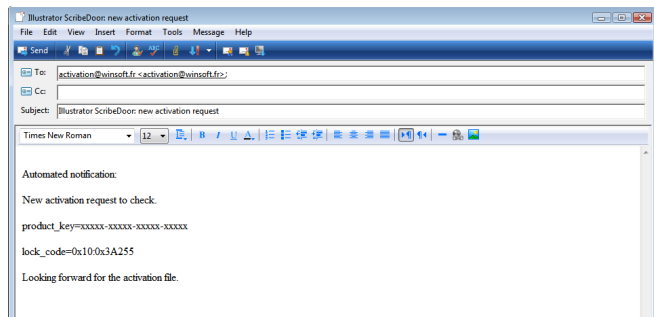 Illustrator ScribeDoor: new activation request
File Edit View Insert Format Tools Message Help
Send
To: activation@winsoft.fr <activation@winsoft.fr>;
Cc:
Subject: Illustrator ScribeDoor: new activation request
Times New Roman 12 B I U A
Automated notification:
New activation request to check.
product_key=xxxxx-xxxxx-xxxxx-xxxxx
lock_code=0x10:0x3A255
Looking forward for the activation file.